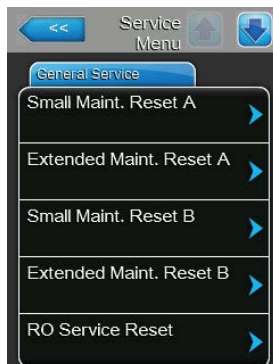 <<
Service
Menu
General Service
Small Maint. Reset A
Extended Maint. Reset A
Small Maint. Reset B
Extended Maint. Reset B
RO Service Reset